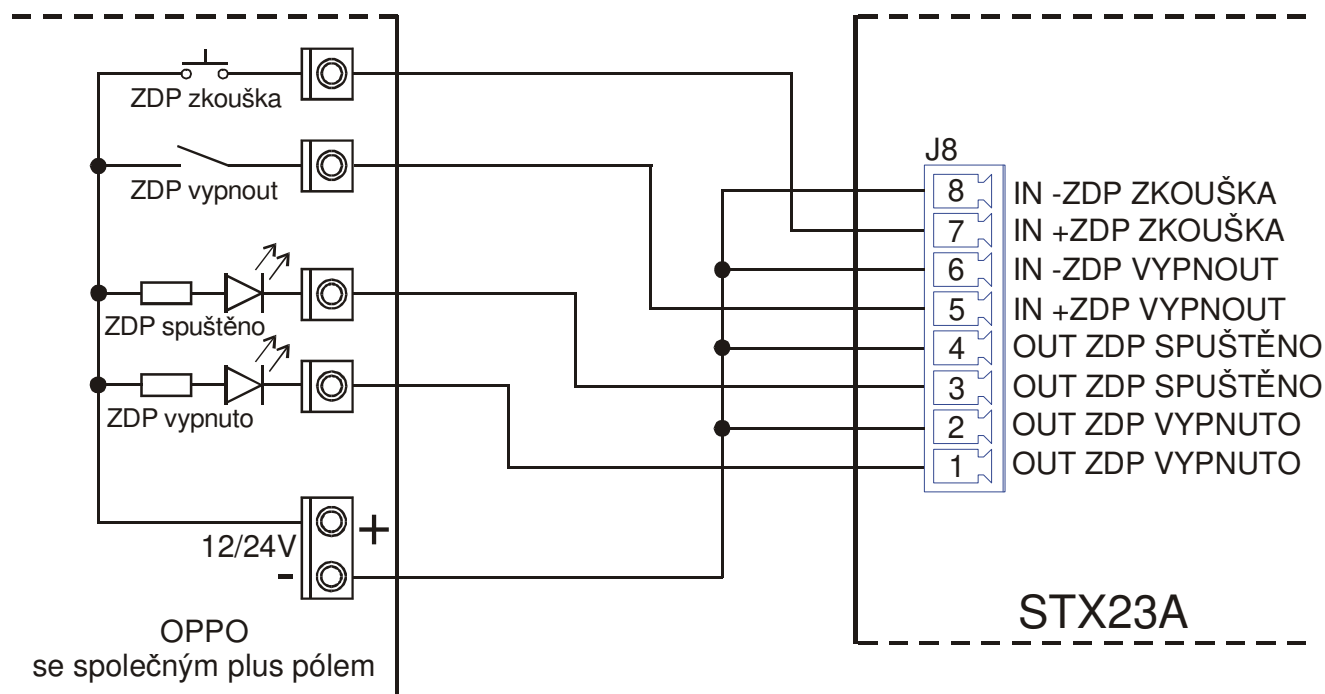 ZDP zkouška
ZDP vypnout
ZDP spuštěno
ZDP vypnuto
12/24V
+
-
OPPO
se společným plus pólem
J8
8 IN -ZDP ZKOUŠKA
7 IN +ZDP ZKOUŠKA
6 IN -ZDP VYPNOUT
5 IN +ZDP VYPNOUT
4 OUT ZDP SPUŠTĚNO
3 OUT ZDP SPUŠTĚNO
2 OUT ZDP VYPNUTO
1 OUT ZDP VYPNUTO
STX23A